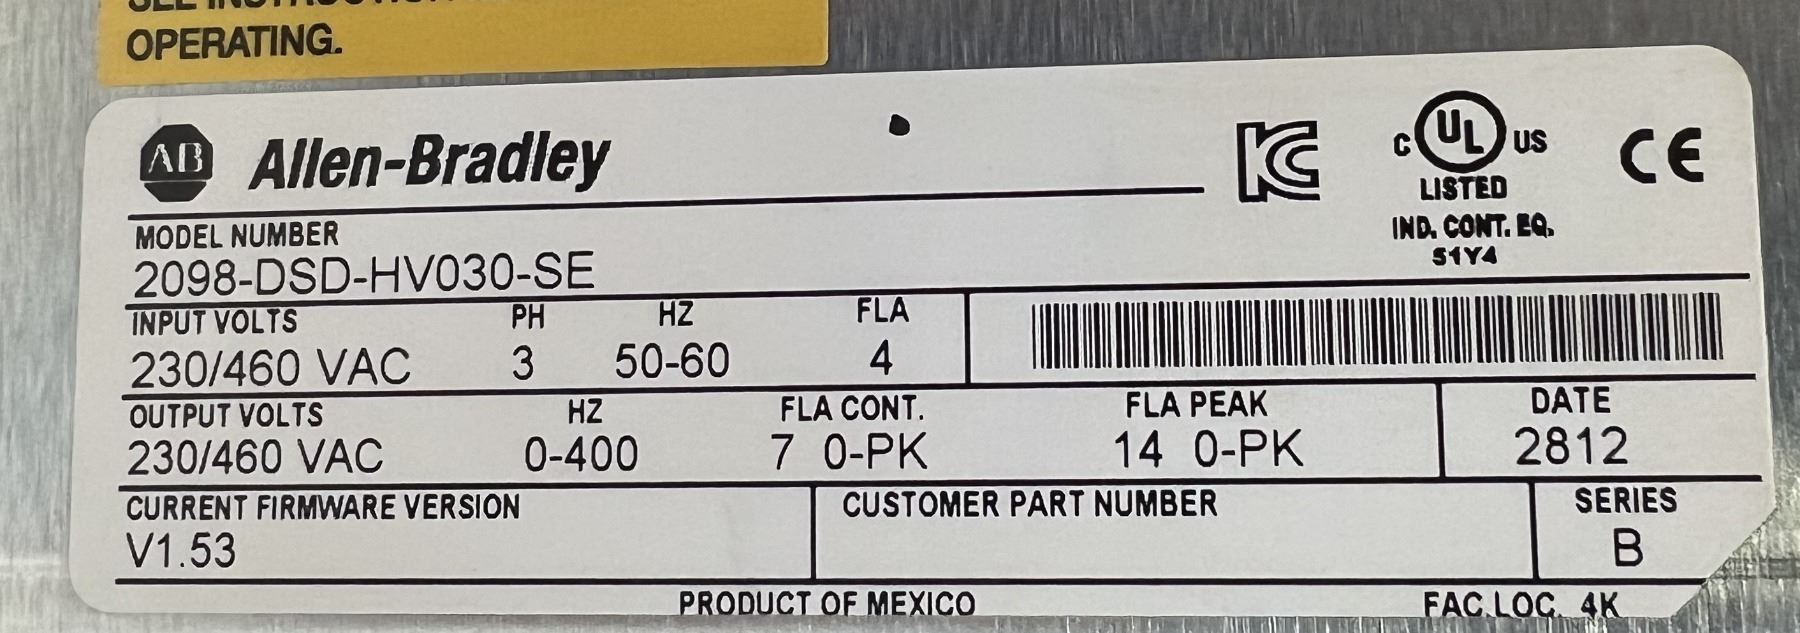 OPERATING.
AB Allen-Bradley
KC
C UL US
LISTED
IND. CONT. EQ.
51Y4
CE
MODEL NUMBER
2098-DSD-HV030-SE
INPUT VOLTS PH HZ FLA
230/460 VAC 3 50-60 4
OUTPUT VOLTS HZ FLA CONT. FLA PEAK DATE
230/460 VAC 0-400 7 0-PK 14 0-PK 2812
CURRENT FIRMWARE VERSION CUSTOMER PART NUMBER SERIES
V1.53 B
PRODUCT OF MEXICO FAC.LOC. 4K